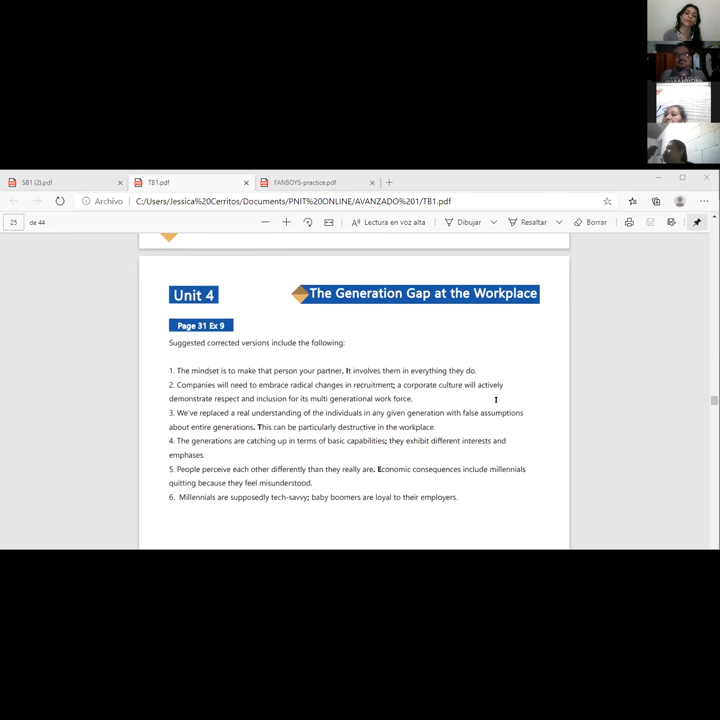 SB1 (2).pdf
TB1.pdf
FANBOYS-practice.pdf
Archivo
C:/Users/Jessica%20Cerritos/Documents/PNIT%20ONLINE/AVANZADO%201/TB1.pdf
25
de 44
Lectura en voz alta
Dibujar
Resaltar
Borrar
Unit 4
The Generation Gap at the Workplace
Page 31 Ex 9
Suggested corrected versions include the following:
1. The mindset is to make that person your partner. It involves them in everything they do.
2. Companies will need to embrace radical changes in recruitment; a corporate culture will actively
demonstrate respect and inclusion for its multi generational work force.
3. We've replaced a real understanding of the individuals in any given generation with false assumptions
about entire generations. This can be particularly destructive in the workplace.
4. The generations are catching up in terms of basic capabilities; they exhibit different interests and
emphases.
5. People perceive each other differently than they really are. Economic consequences include millennials
quitting because they feel misunderstood.
6. Millennials are supposedly tech-savvy; baby boomers are loyal to their employers.